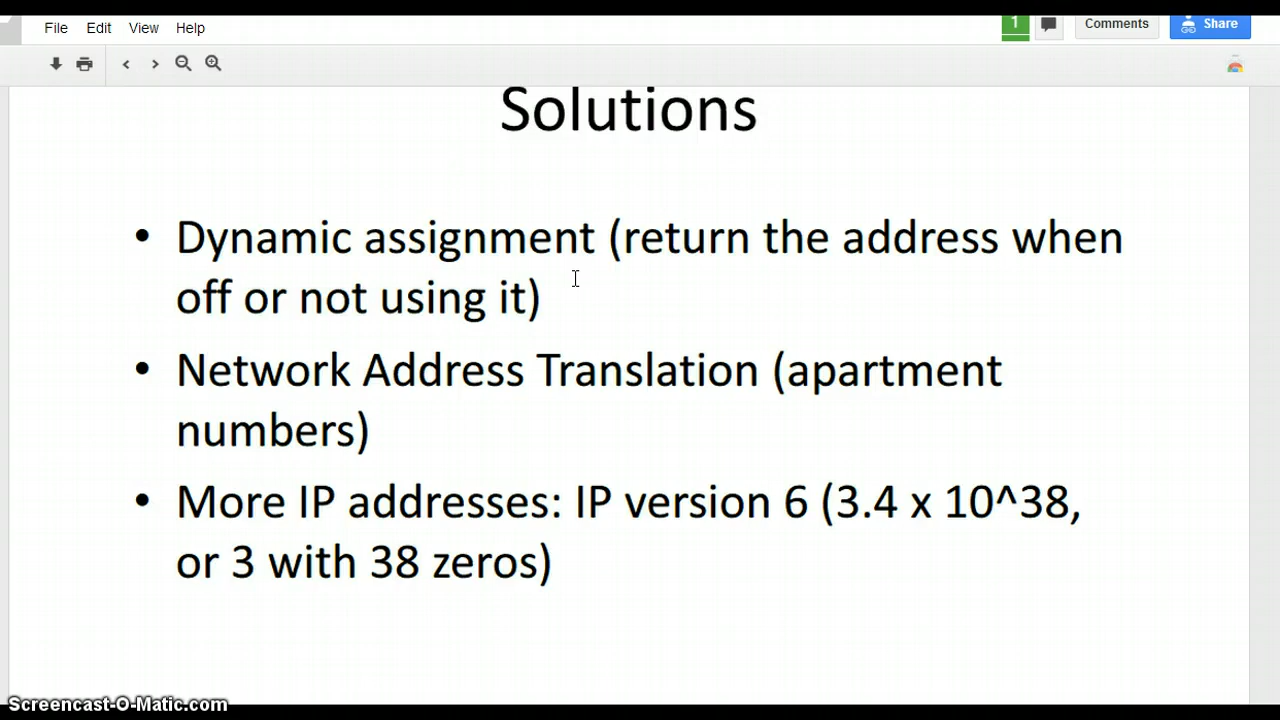 File Edit View Help
1 Comments Share
Solutions
• Dynamic assignment (return the address when
off or not using it)
• Network Address Translation (apartment
numbers)
• More IP addresses: IP version 6 (3.4 x 10^38,
or 3 with 38 zeros)
Screencast-O-Matic.com